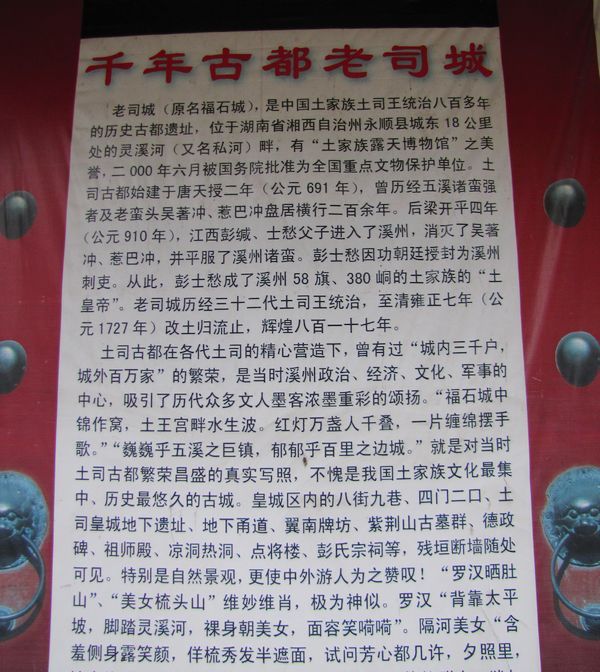 千年古都老司城
老司城（原名福石城），是中国土家族土司王统治八百多年
的历史古都遗址，位于湖南省湘西自治州永顺县城东 18 公里
处的灵溪河（又名私河）畔，有“土家族露天博物馆”之美
誉，二 000 年六月被国务院批准为全国重点文物保护单位。土
司古都始建于唐天授二年（公元 691 年），曾历经五溪诸蛮强
者及老蛮头吴著冲、惹巴冲盘居横行二百余年。后梁开平四年
（公元 910 年），江西彭缄、士愁父子进入了溪州，消灭了吴著
冲、惹巴冲，并平服了溪州诸蛮。彭士愁因功朝廷授封为溪州
刺吏。从此，彭士愁成了溪州 58 旗、380 峒的土家族的“土
皇帝”。老司城历经三十二代土司王统治，至清雍正七年（公
元 1727 年）改土归流止，辉煌八百一十七年。
土司古都在各代土司的精心营造下，曾有过“城内三千户，
城外百万家”的繁荣，是当时溪州政治、经济、文化、军事的
中心，吸引了历代众多文人墨客浓墨重彩的颂扬。“福石城中
锦作窝，土王宫畔水生波。红灯万盏人千叠，一片缠绵摆手
歌。”“巍巍乎五溪之巨镇，郁郁乎百里之边城。”就是对当时
土司古都繁荣昌盛的真实写照，不愧是我国土家族文化最集
中、历史最悠久的古城。皇城区内的八街九巷、四门二口、土
司皇城地下遗址、地下甬道、翼南牌坊、紫荆山古墓群、德政
碑、祖师殿、凉洞热洞、点将楼、彭氏宗祠等，残垣断墙随处
可见。特别是自然景观，更使中外游人为之赞叹！“罗汉晒肚
山”、“美女梳头山”维妙维肖，极为神似。罗汉“背靠太平
坡，脚踏灵溪河，裸身朝美女，面容笑嗬嗬”。隔河美女“含
羞侧身露笑颜，佯梳秀发半遮面，试问芳心都几许，夕照里，